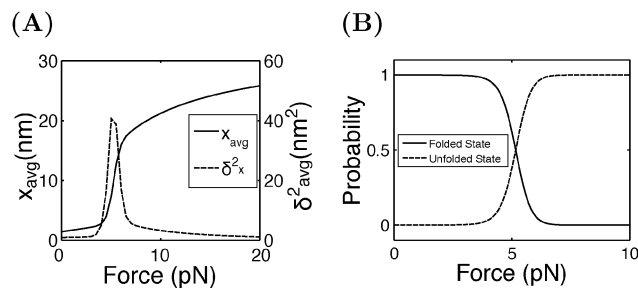 (A)
(B)
30
20
10
0
60
40
20
0
x_avg(nm)
δ²_avg(nm²)
x_avg
δ²_x
0
10
20
Force (pN)
1
0.5
0
Probability
Folded State
Unfolded State
0
5
10
Force (pN)